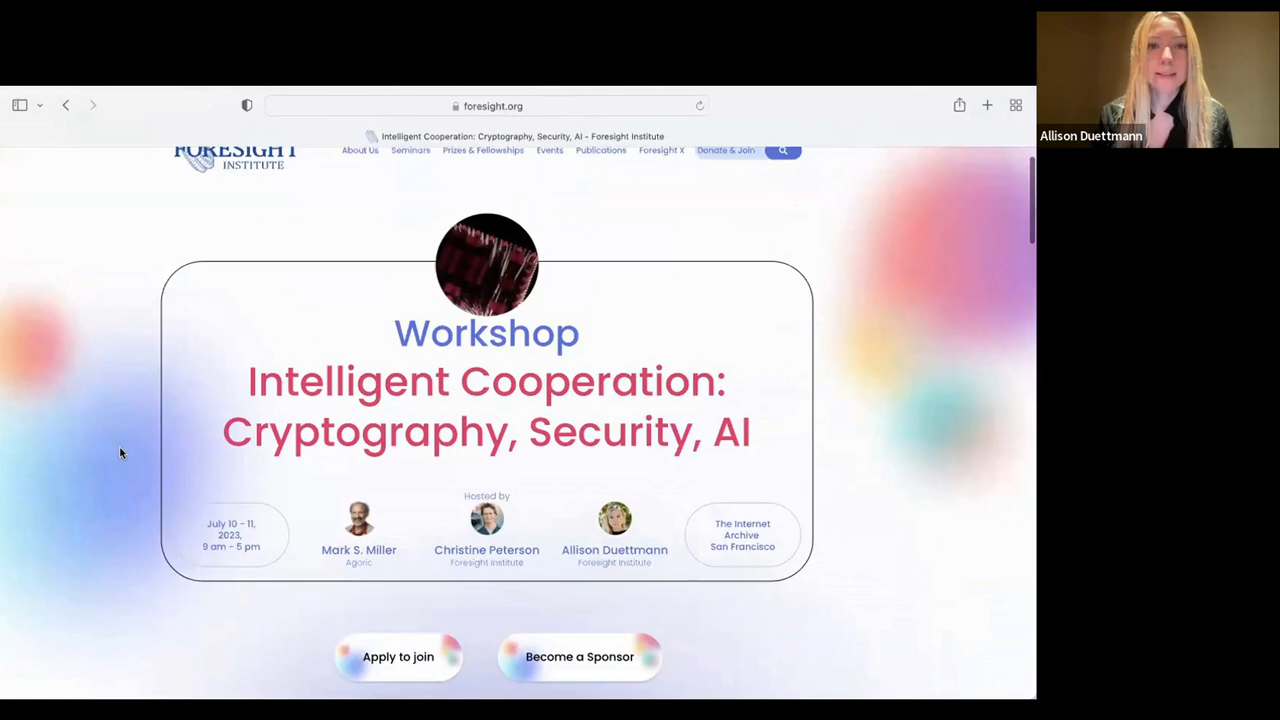 foresight.org
Intelligent Cooperation: Cryptography, Security, AI - Foresight Institute
FORESIGHT
INSTITUTE
About Us Seminars Prizes & Fellowships Events Publications Foresight X Donate & Join
Workshop
Intelligent Cooperation:
Cryptography, Security, AI
Hosted by
July 10 - 11,
2023,
9 am - 5 pm
Mark S. Miller
Agoric
Christine Peterson
Foresight Institute
Allison Duettmann
Foresight Institute
The Internet
Archive
San Francisco
Apply to join
Become a Sponsor
Allison Duettmann